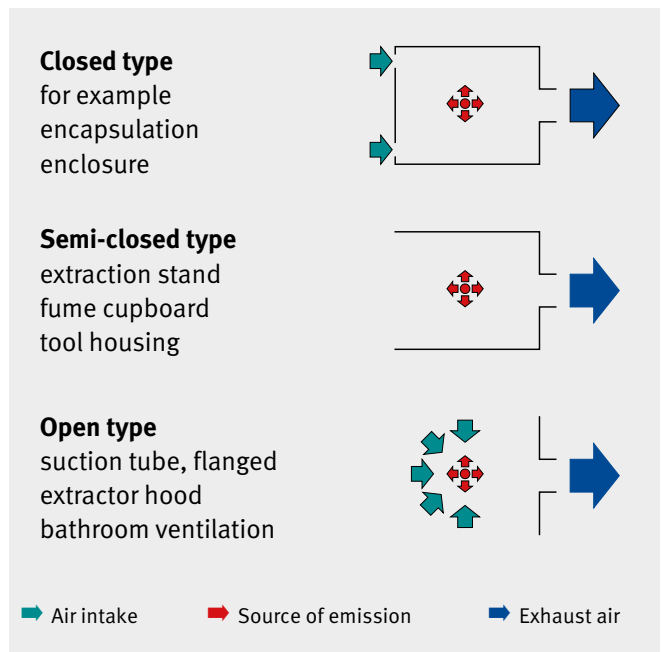 Closed type
for example
encapsulation
enclosure
Semi-closed type
extraction stand
fume cupboard
tool housing
Open type
suction tube, flanged
extractor hood
bathroom ventilation
Air intake
Source of emission
Exhaust air